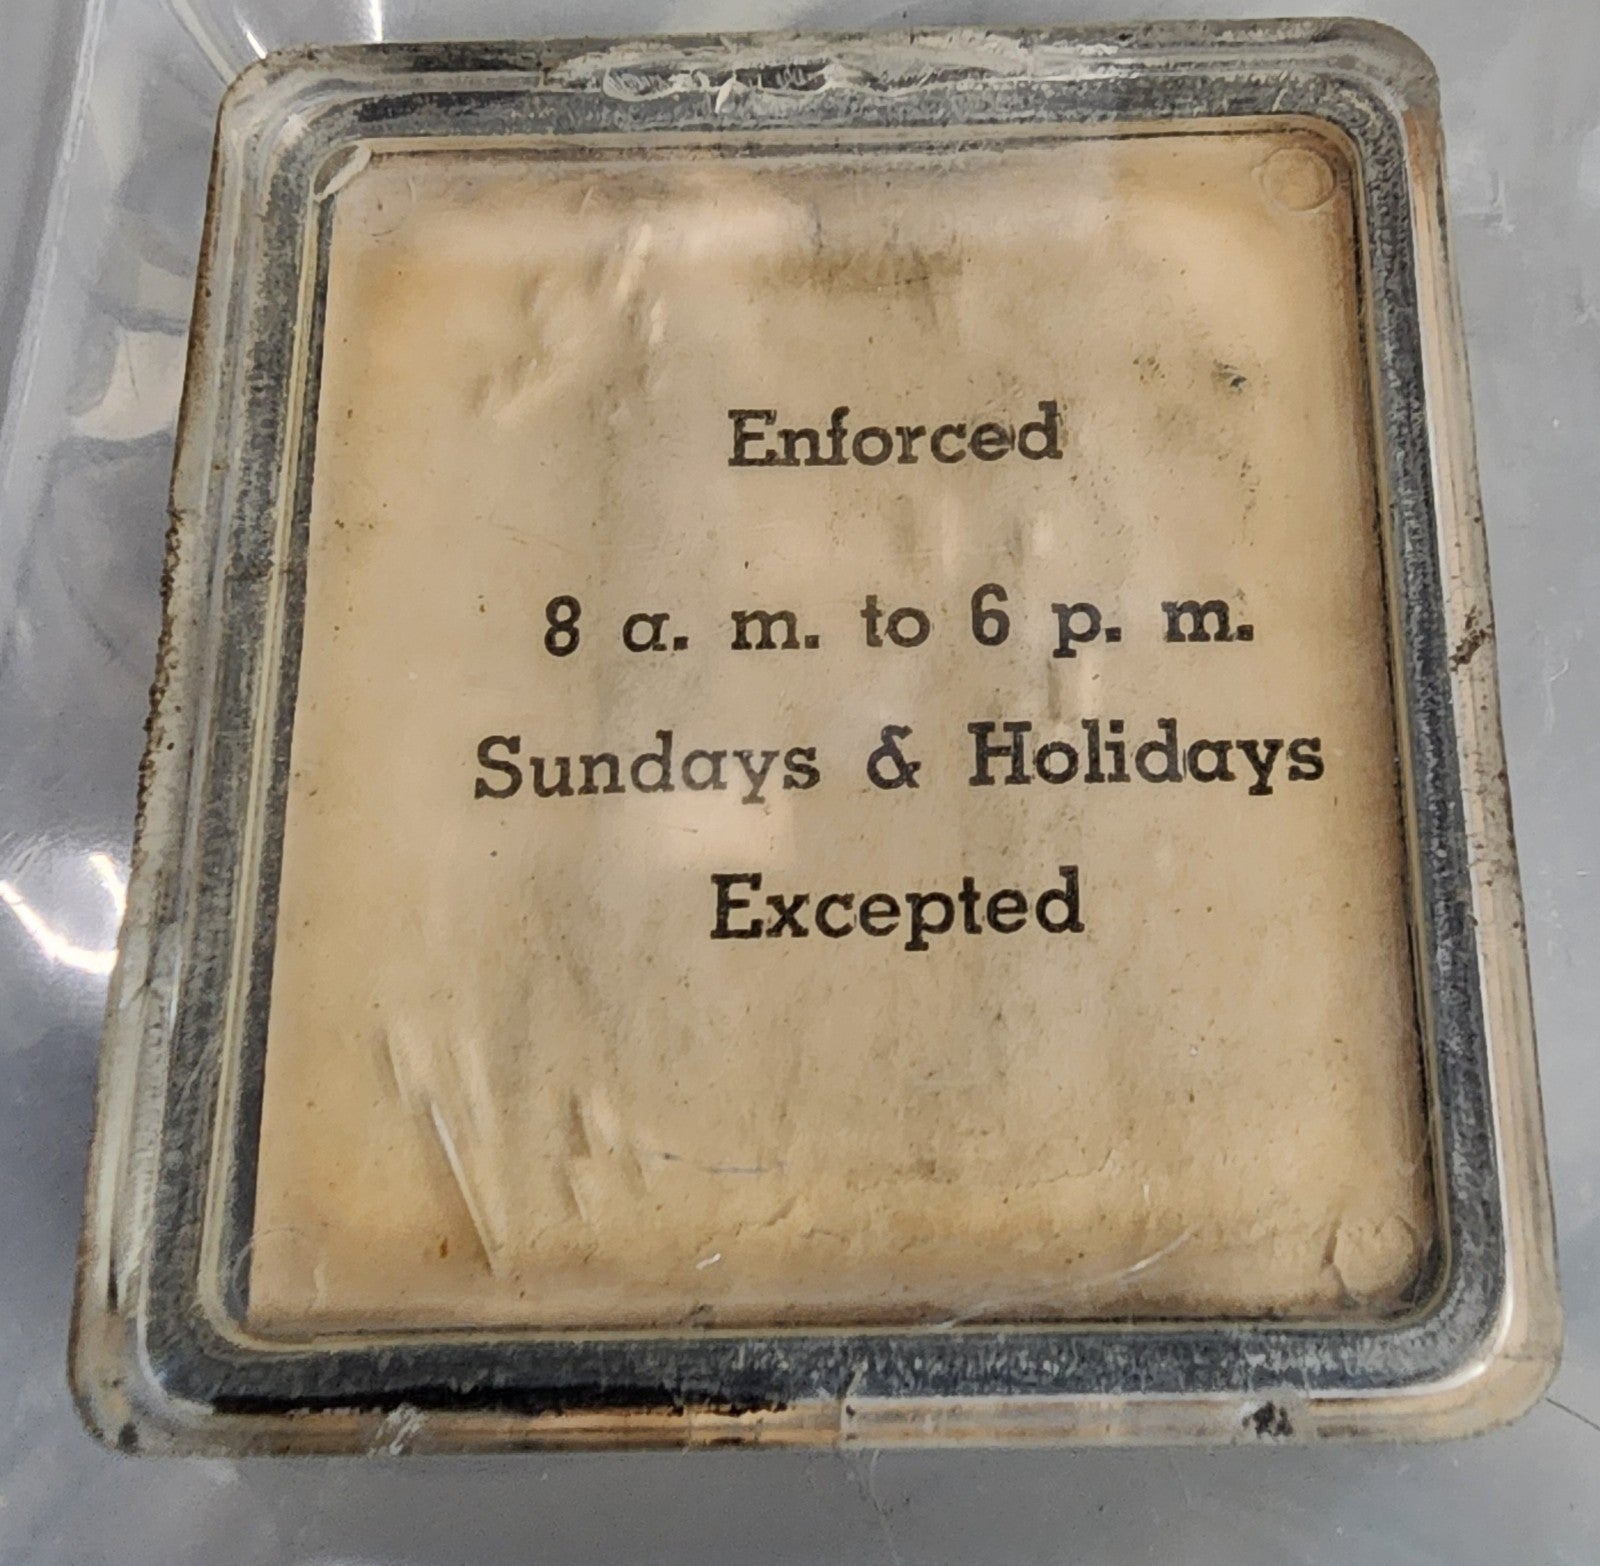 Enforced
8 a. m. to 6 p. m.
Sundays & Holidays
Excepted